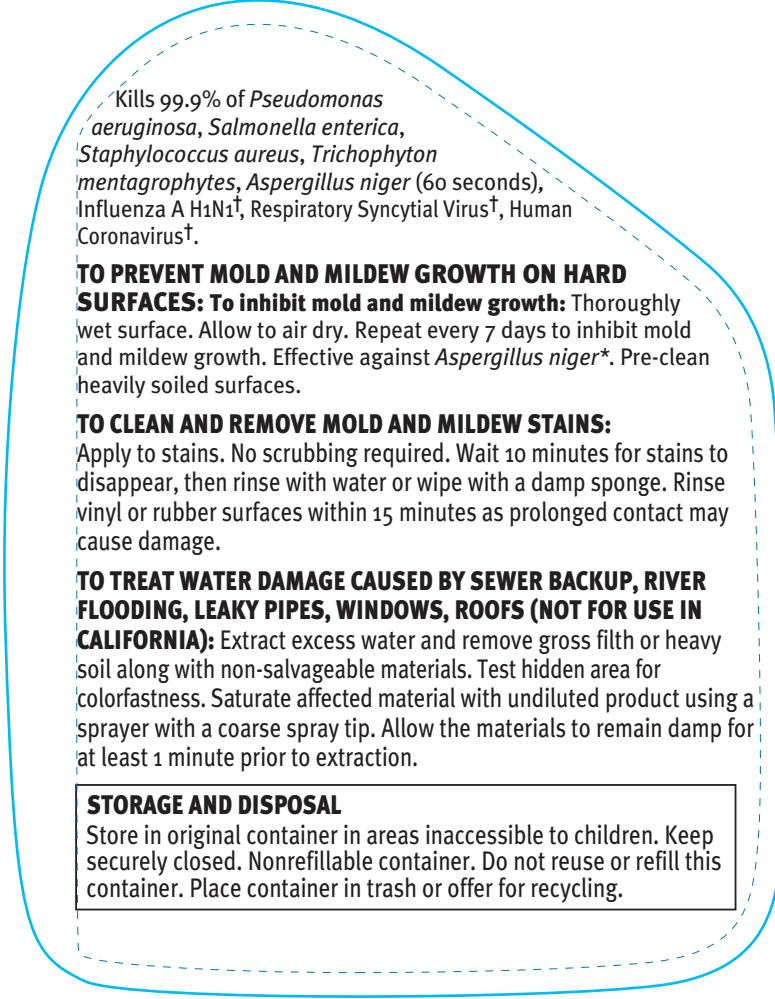 Kills 99.9% of Pseudomonas
aeruginosa, Salmonella enterica,
Staphylococcus aureus, Trichophyton
mentagrophytes, Aspergillus niger (60 seconds),
Influenza A H1N1†, Respiratory Syncytial Virus†, Human
Coronavirus†.
TO PREVENT MOLD AND MILDEW GROWTH ON HARD
SURFACES: To inhibit mold and mildew growth: Thoroughly
wet surface. Allow to air dry. Repeat every 7 days to inhibit mold
and mildew growth. Effective against Aspergillus niger*. Pre-clean
heavily soiled surfaces.
TO CLEAN AND REMOVE MOLD AND MILDEW STAINS:
Apply to stains. No scrubbing required. Wait 10 minutes for stains to
disappear, then rinse with water or wipe with a damp sponge. Rinse
vinyl or rubber surfaces within 15 minutes as prolonged contact may
cause damage.
TO TREAT WATER DAMAGE CAUSED BY SEWER BACKUP, RIVER
FLOODING, LEAKY PIPES, WINDOWS, ROOFS (NOT FOR USE IN
CALIFORNIA): Extract excess water and remove gross filth or heavy
soil along with non-salvageable materials. Test hidden area for
colorfastness. Saturate affected material with undiluted product using a
sprayer with a coarse spray tip. Allow the materials to remain damp for
at least 1 minute prior to extraction.
STORAGE AND DISPOSAL
Store in original container in areas inaccessible to children. Keep
securely closed. Nonrefillable container. Do not reuse or refill this
container. Place container in trash or offer for recycling.